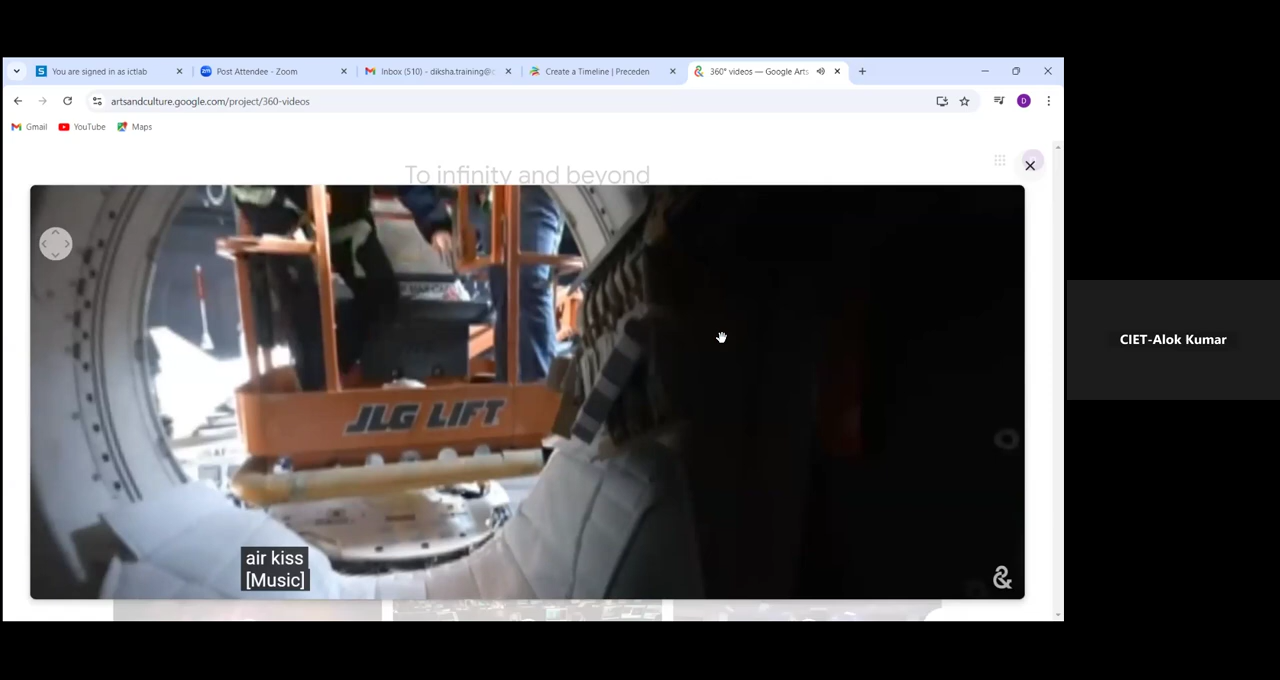 You are signed in as ictlab
Post Attendee - Zoom
Inbox (510) - diksha.training@
Create a Timeline | Preceden
360° videos — Google Arts
artsandculture.google.com/project/360-videos
D
Gmail
YouTube
Maps
To infinity and beyond
JLG LIFT
air kiss
[Music]
CIET-Alok Kumar